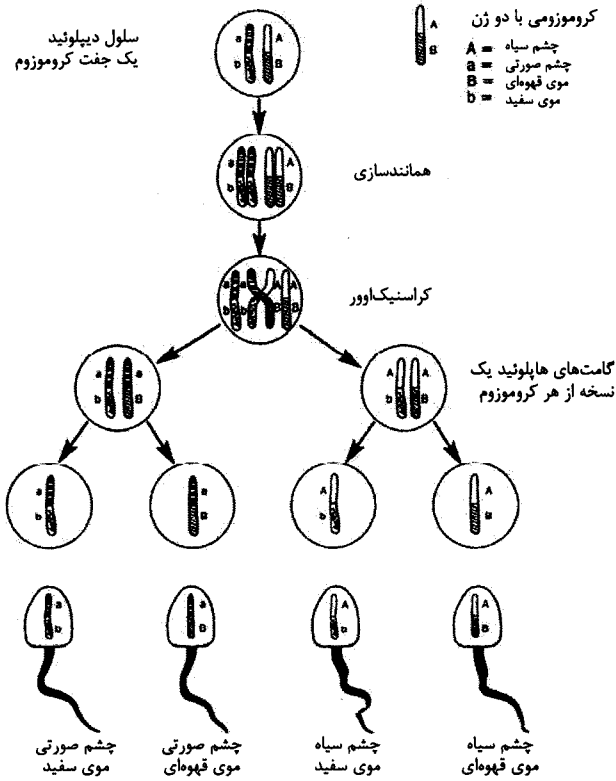 کروموزومی با دو ژن
A = چشم سیاه
a = چشم صورتی
B = موی قهوه‌ای
b = موی سفید
A
B
سلول دیپلوئید
یک جفت کروموزوم
a A
b B
همانندسازی
a A
b B
کراسنیک‌اوور
a a A A
b b B B
گامت‌های هاپلوئید یک
نسخه از هر کروموزوم
a a
b B
A A
b B
a
b
a
B
A
b
A
B
a
b
a
B
A
b
A
B
چشم صورتی
موی سفید
چشم صورتی
موی قهوه‌ای
چشم سیاه
موی سفید
چشم سیاه
موی قهوه‌ای